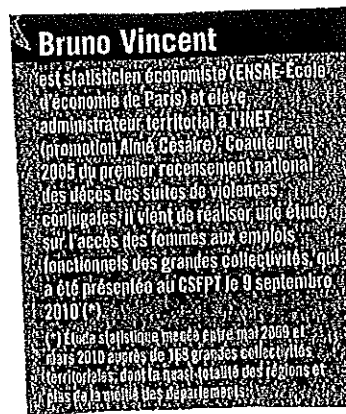 Bruno Vincent
est statisticien économiste (ENSAE-École
d'économie de Paris) et élève
administrateur territorial à l'INET
(promotion Aimé Césaire). Coauteur en
2005 du premier recensement national
des décès des suites de violences
conjugales, il vient de réaliser une étude
sur l'accès des femmes aux emplois
fonctionnels des grandes collectivités, qui
a été présentée au CSFPT le 9 septembre
2010 (*)
(*) Étude statistique menée entre mai 2009 et
mars 2010 auprès de 168 grandes collectivités
territoriales, dont la quasi-totalité des régions et
plus de la moitié des départements.